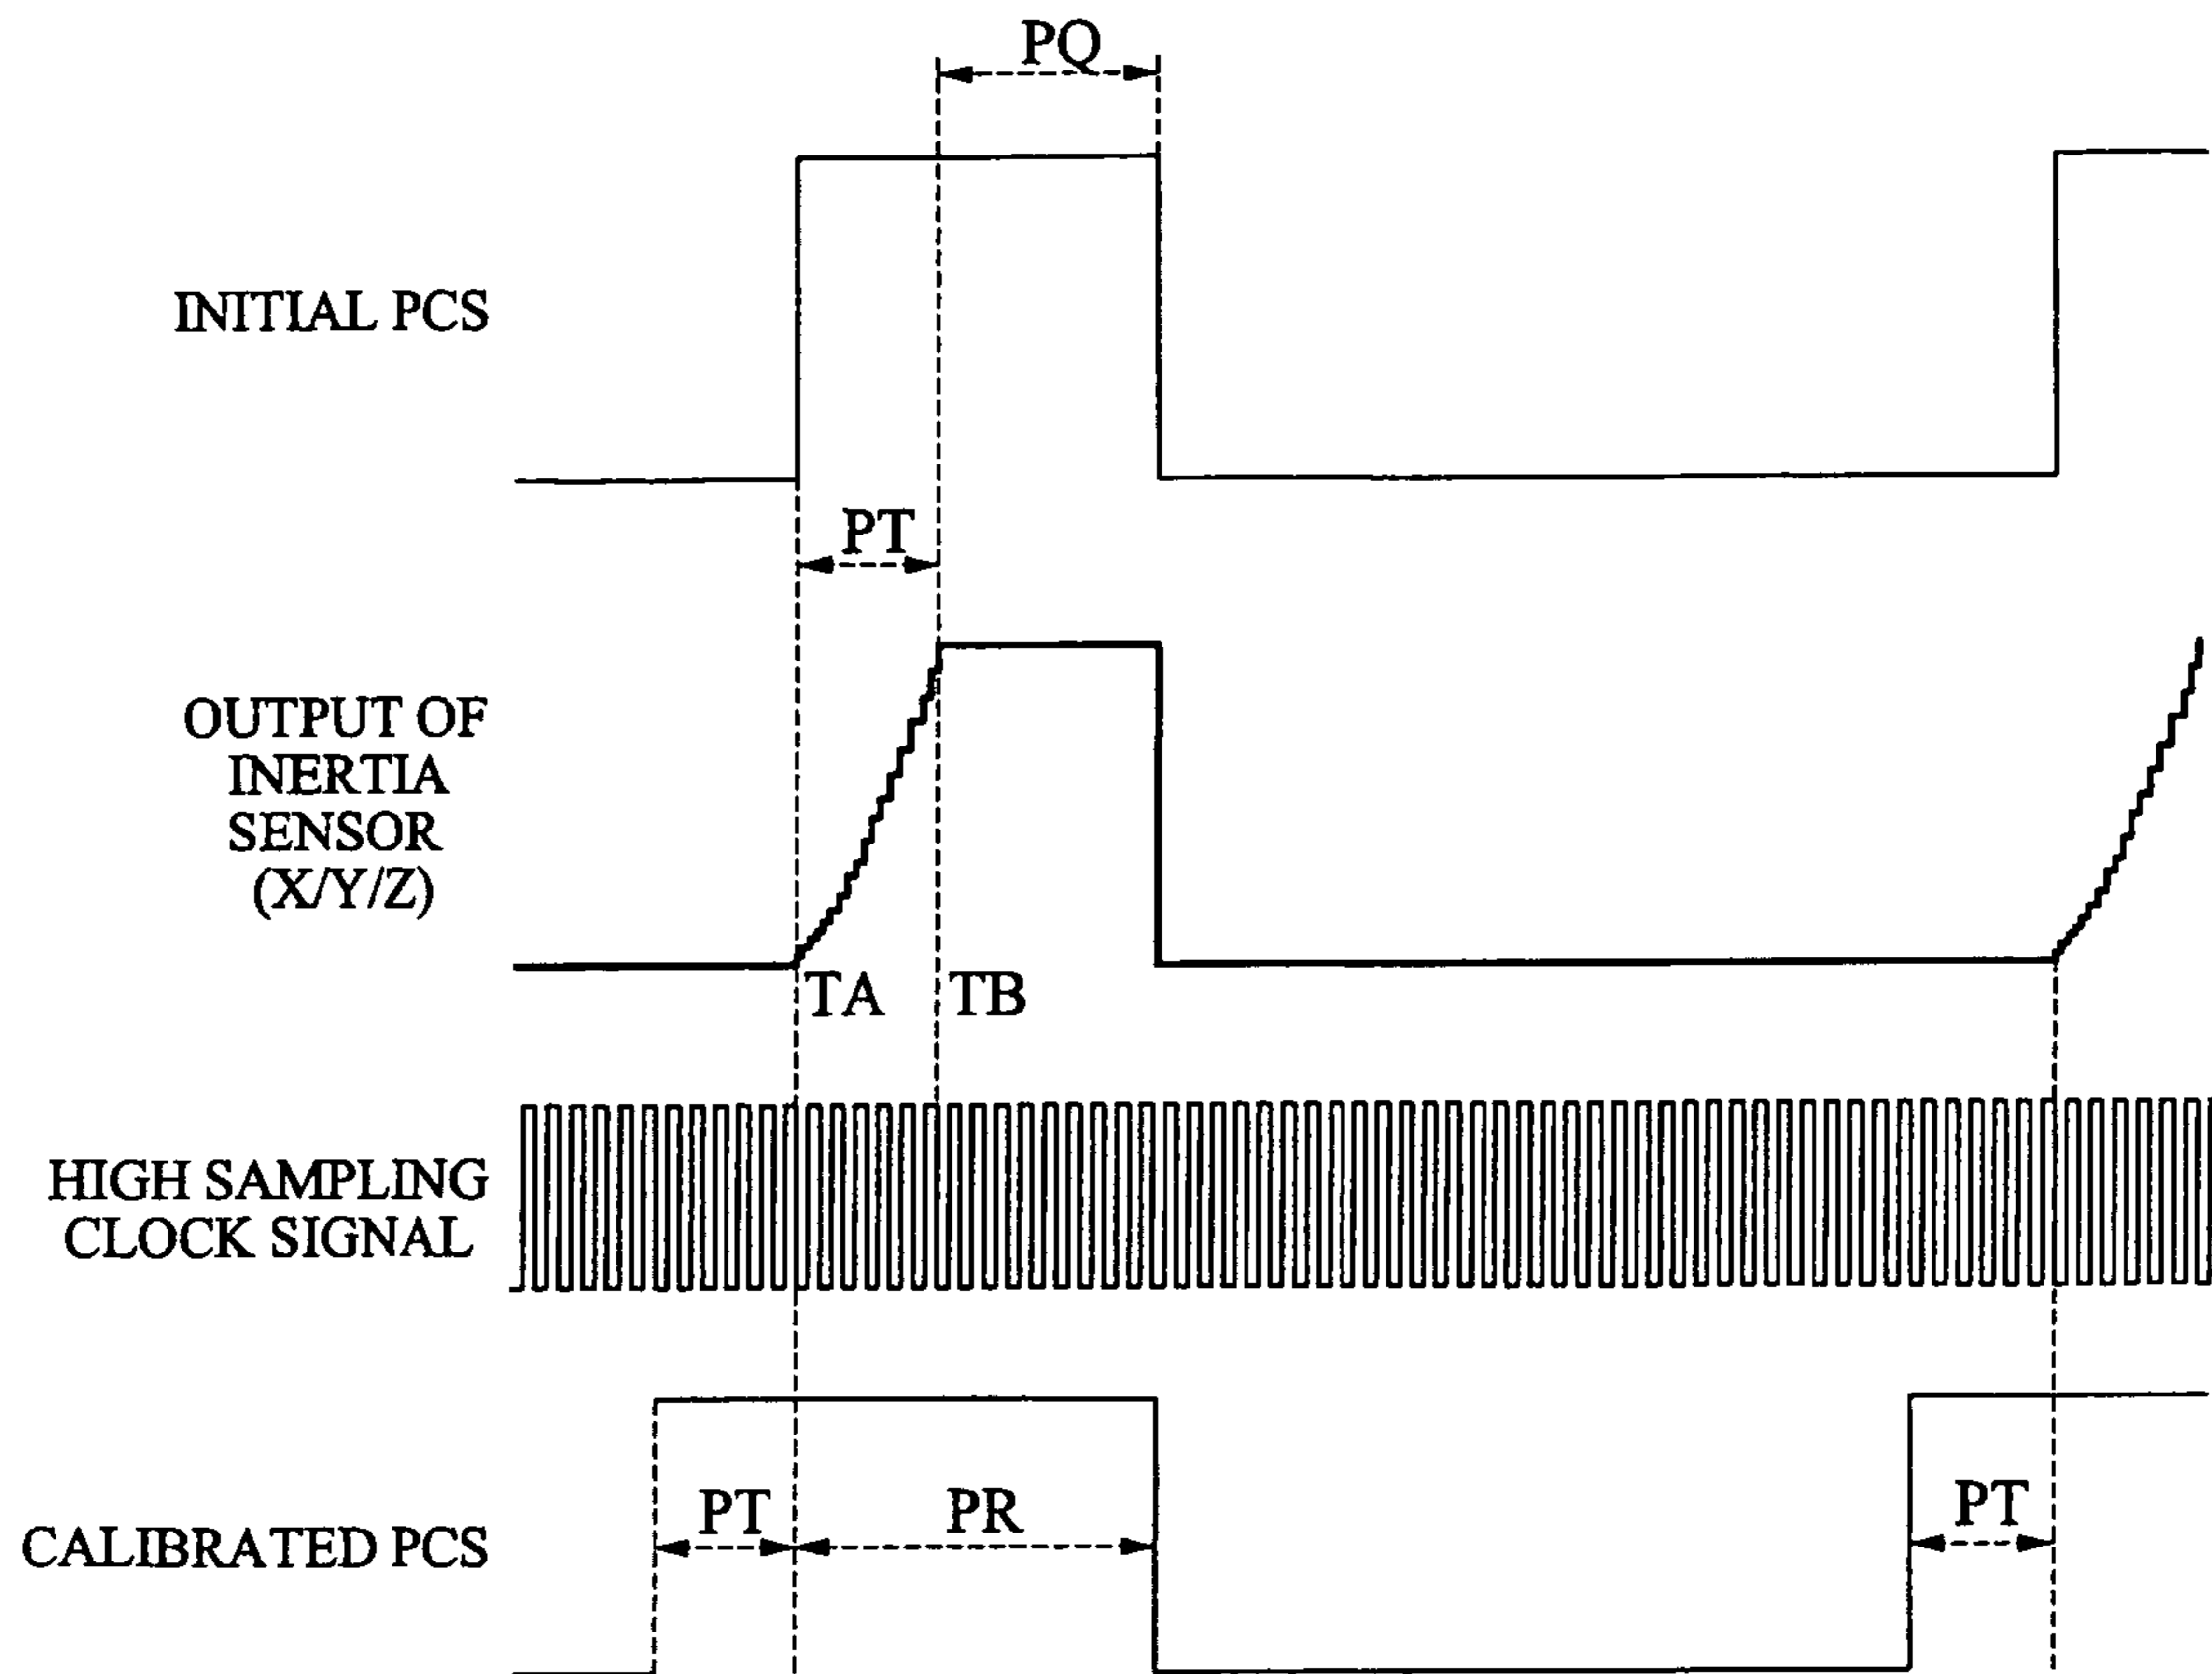 PQ
INITIAL PCS
PT
OUTPUT OF
INERTIA
SENSOR
(X/Y/Z)
TA
TB
HIGH SAMPLING
CLOCK SIGNAL
PT
PR
PT
CALIBRATED PCS